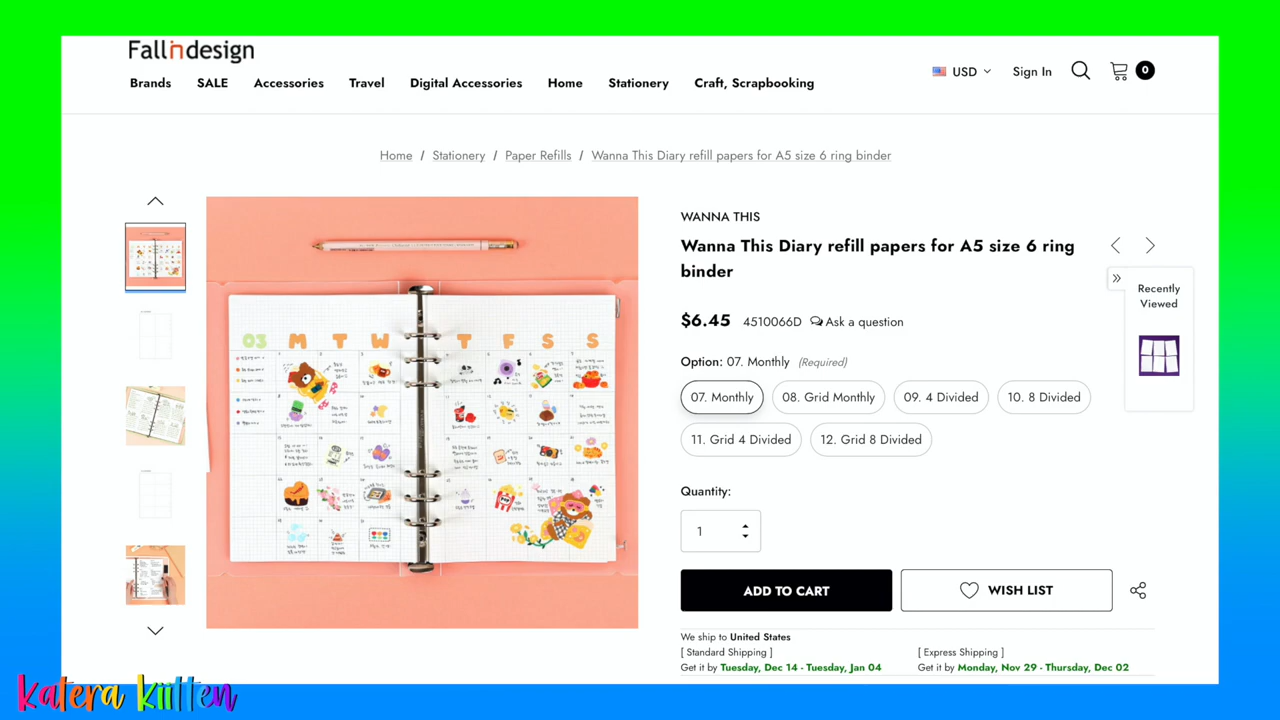 Fallindesign
Brands SALE Accessories Travel Digital Accessories Home Stationery Craft, Scrapbooking
USD Sign In 0
Home / Stationery / Paper Refills / Wanna This Diary refill papers for A5 size 6 ring binder
WANNA THIS
Wanna This Diary refill papers for A5 size 6 ring
binder
$6.45 4510066D Ask a question
Option: 07. Monthly (Required)
07. Monthly 08. Grid Monthly 09. 4 Divided 10. 8 Divided
11. Grid 4 Divided 12. Grid 8 Divided
Quantity:
1
ADD TO CART WISH LIST
We ship to United States
[ Standard Shipping ] [ Express Shipping ]
Get it by Tuesday, Dec 14 - Tuesday, Jan 04 Get it by Monday, Nov 29 - Thursday, Dec 02
»
Recently
Viewed
03 M T W T F S S
katera kiitten